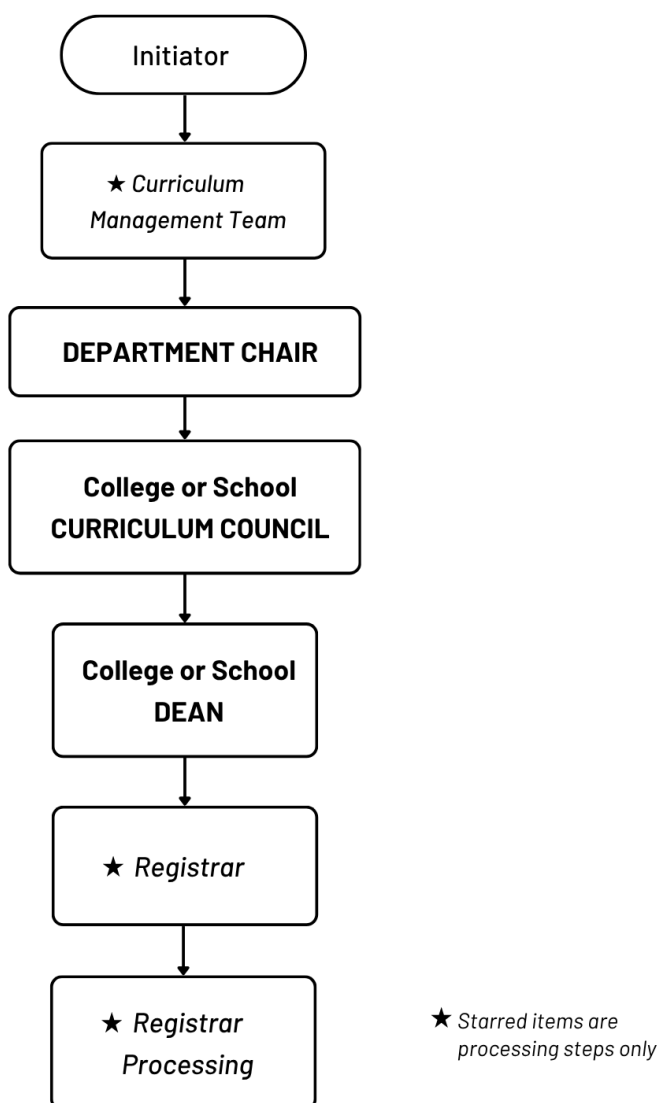 Initiator
★ Curriculum
Management Team
DEPARTMENT CHAIR
College or School
CURRICULUM COUNCIL
College or School
DEAN
★ Registrar
★ Registrar
Processing
★ Starred items are
processing steps only